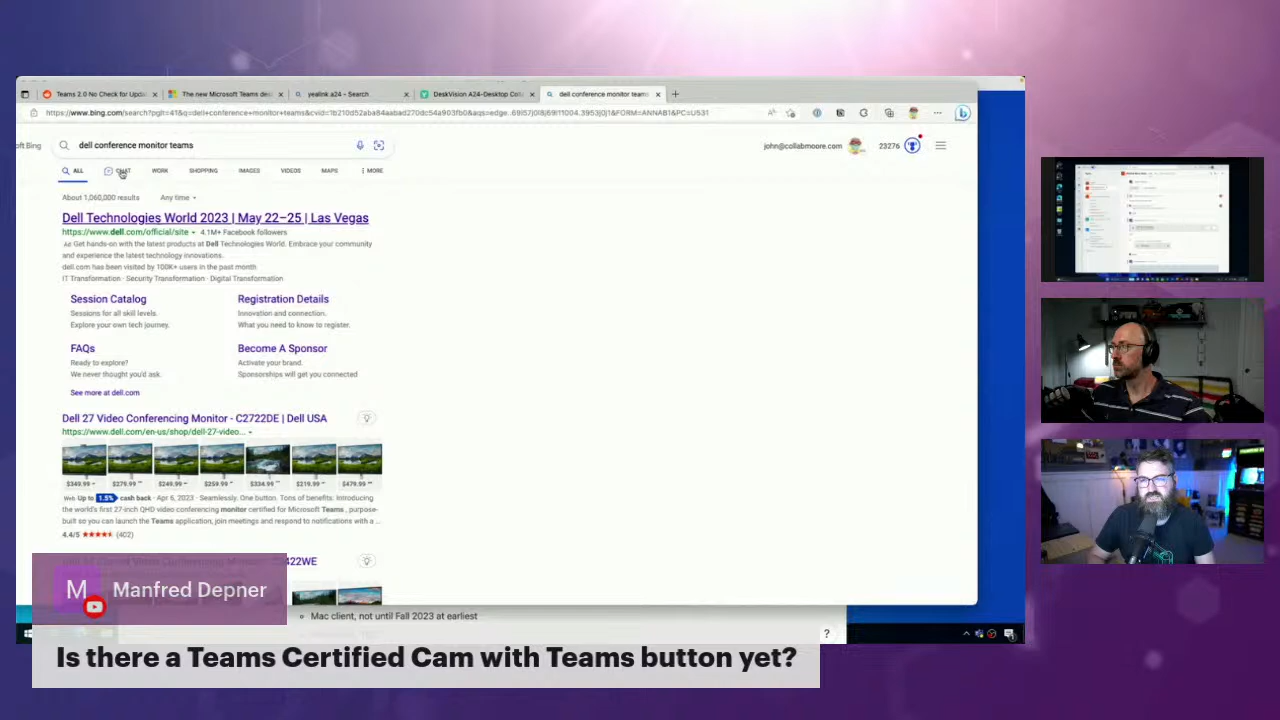 Teams 2.0 No Check for Upda
The new Microsoft Teams des
yealink a24 - Search
DeskVision A24-Desktop Coll
dell conference monitor teams
https://www.bing.com/search?
oft Bing
dell conference monitor teams
john@collabmoore.com
23276
ALL
CHAT
WORK
SHOPPING
IMAGES
VIDEOS
MAPS
MORE
About 1,060,000 results
Any time
Dell Technologies World 2023 | May 22–25 | Las Vegas
https://www.dell.com/official/site
4.1M+ Facebook followers
Ad Get hands-on with the latest products at Dell Technologies World. Embrace your community
and experience the latest technology innovations.
dell.com has been visited by 100K+ users in the past month
IT Transformation · Security Transformation · Digital Transformation
Session Catalog
Sessions for all skill levels.
Explore your own tech journey.
Registration Details
Innovation and connection.
What you need to know to register.
FAQs
Ready to explore?
We never thought you'd ask.
Become A Sponsor
Activate your brand.
Sponsorships will get you connected
See more at dell.com
Dell 27 Video Conferencing Monitor - C2722DE | Dell USA
https://www.dell.com/en-us/shop/dell-27-video...
$349.99
$279.99
$249.99
$259.99
$334.99
$219.99
$479.99
Web Up to 1.5% cash back · Apr 6, 2023 · Seamlessly. One button. Tons of benefits: Introducing
the world's first 27-inch QHD video conferencing monitor certified for Microsoft Teams , purpose-
built so you can launch the Teams application, join meetings and respond to notifications with a ...
4.4/5
(402)
3422WE
M
Manfred Depner
Mac client, not until Fall 2023 at earliest
?
Is there a Teams Certified Cam with Teams button yet?